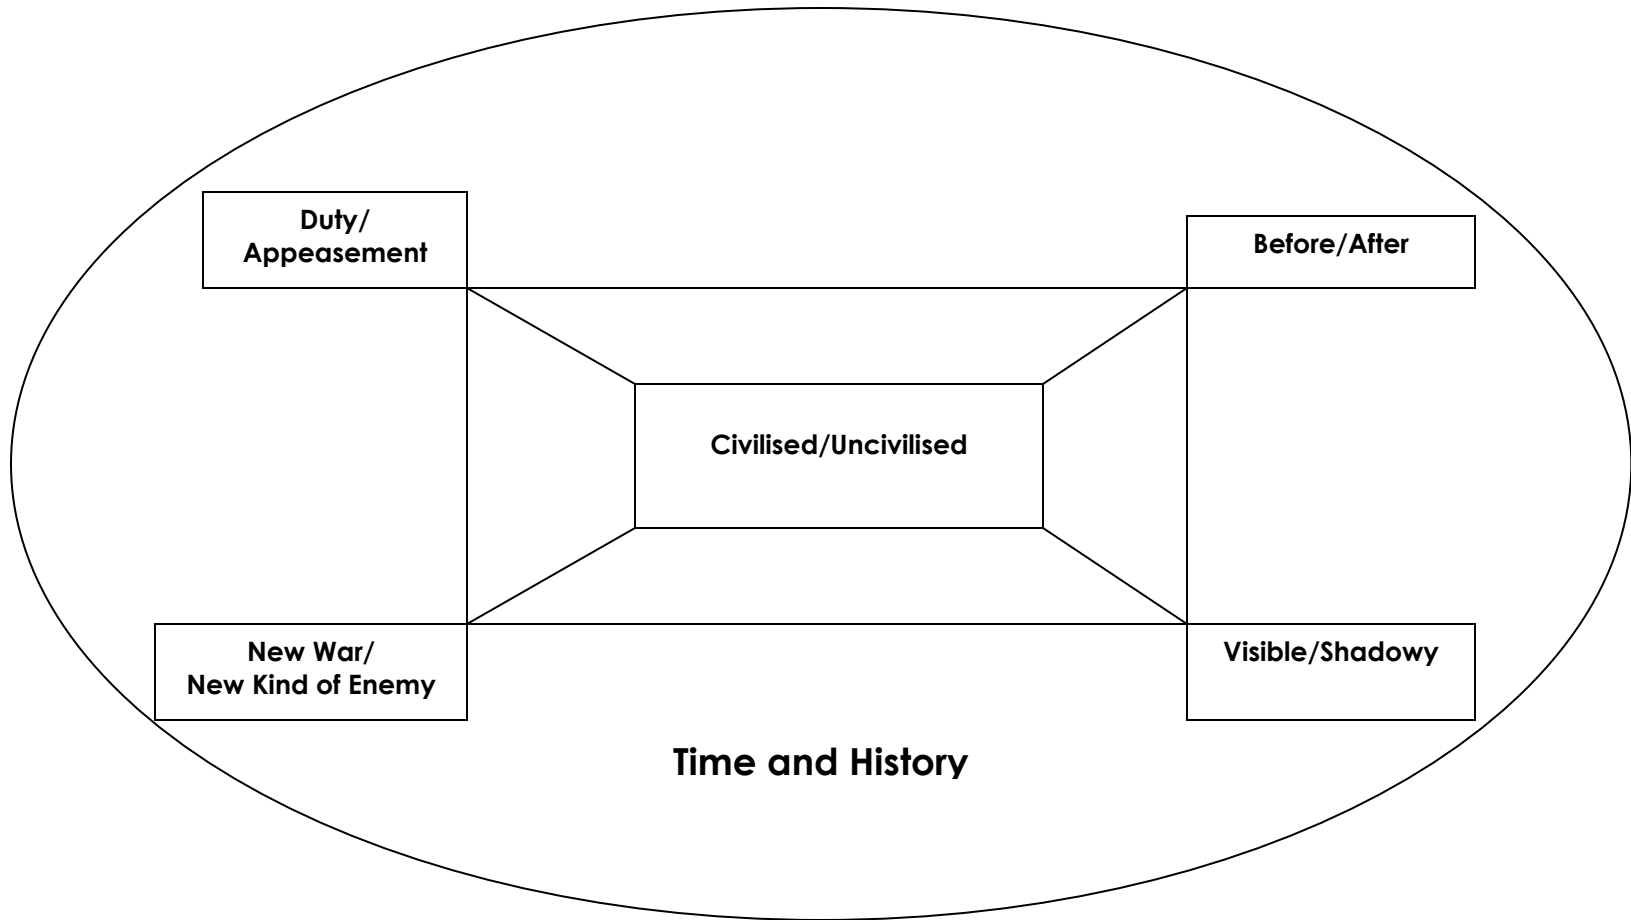 Duty/
Appeasement
Before/After
Civilised/Uncivilised
New War/
New Kind of Enemy
Visible/Shadowy
Time and History